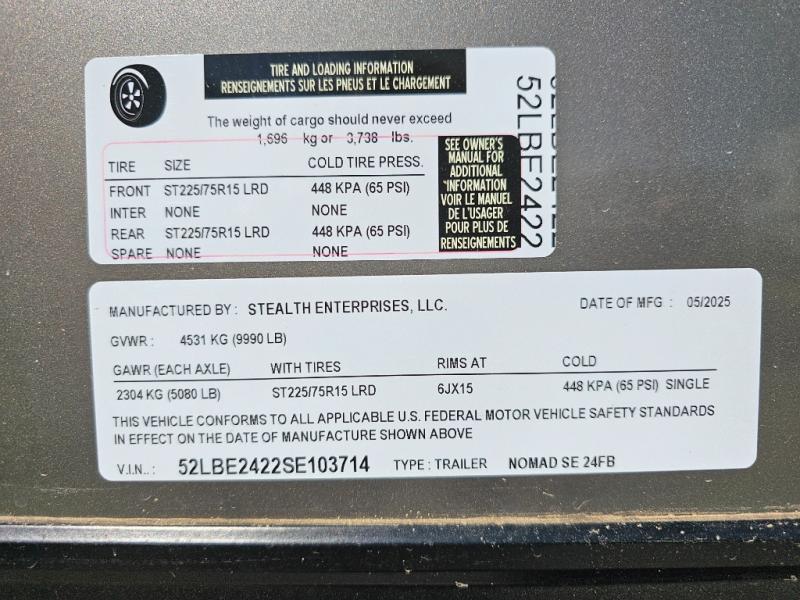 TIRE AND LOADING INFORMATION
RENSEIGNEMENTS SUR LES PNEUS ET LE CHARGEMENT
The weight of cargo should never exceed
1,696 kg or 3,738 lbs.
TIRE SIZE COLD TIRE PRESS.
FRONT ST225/75R15 LRD 448 KPA (65 PSI)
INTER NONE NONE
REAR ST225/75R15 LRD 448 KPA (65 PSI)
SPARE NONE NONE
SEE OWNER'S
MANUAL FOR
ADDITIONAL
"INFORMATION
VOIR LE MANUEL
DE L'USAGER
POUR PLUS DE
RENSEIGNEMENTS
52LBE2422
MANUFACTURED BY: STEALTH ENTERPRISES, LLC. DATE OF MFG : 05/2025
GVWR: 4531 KG (9990 LB)
GAWR (EACH AXLE) WITH TIRES RIMS AT COLD
2304 KG (5080 LB) ST225/75R15 LRD 6JX15 448 KPA (65 PSI) SINGLE
THIS VEHICLE CONFORMS TO ALL APPLICABLE U.S. FEDERAL MOTOR VEHICLE SAFETY STANDARDS
IN EFFECT ON THE DATE OF MANUFACTURE SHOWN ABOVE
V.I.N..: 52LBE2422SE103714 TYPE: TRAILER NOMAD SE 24FB